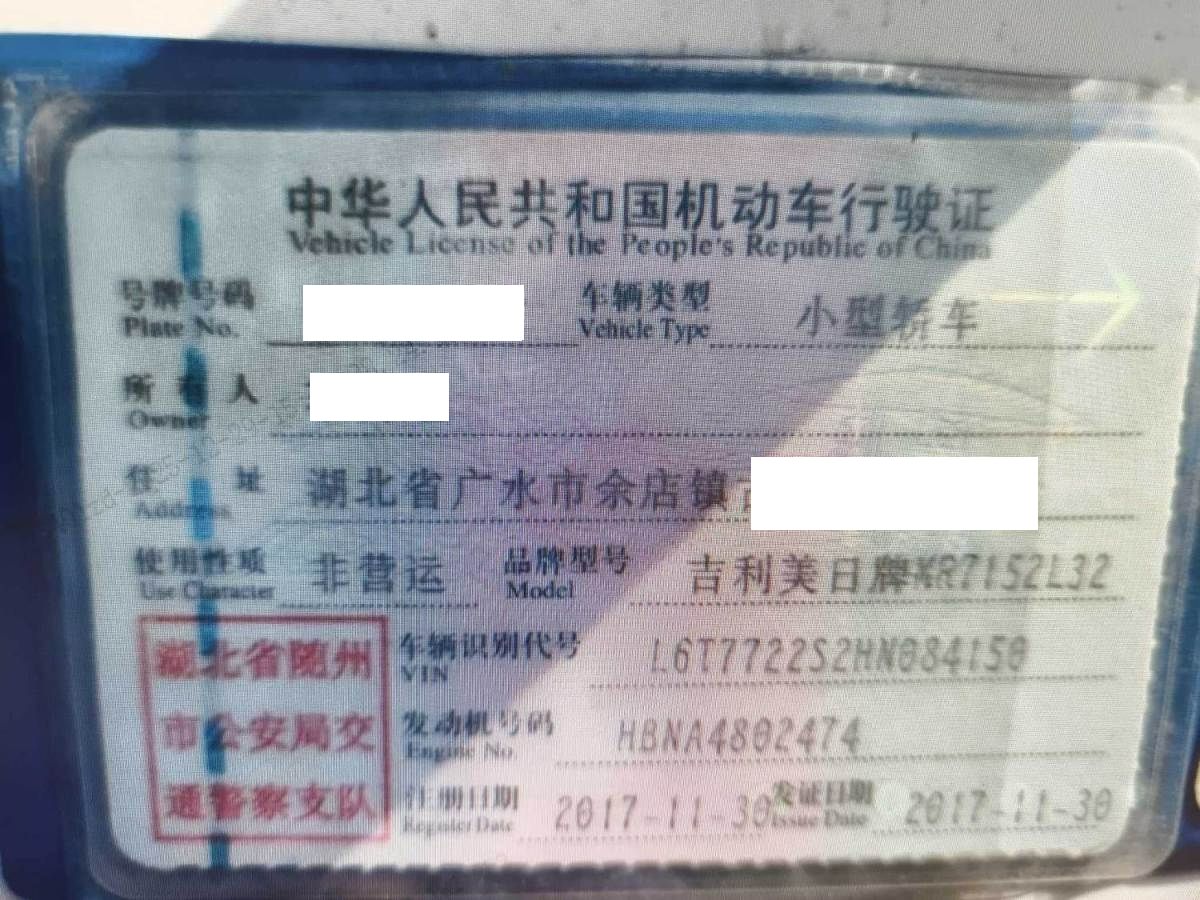 中华人民共和国机动车行驶证
Vehicle License of the People's Republic of China
号牌号码 车辆类型 小型轿车
Plate No. Vehicle Type
所有人
Owner
住址 湖北省广水市余店镇
Address
使用性质 非营运 品牌型号 吉利美日牌XR7152L32
Use Character Model
湖北省随州 车辆识别代号 L6T7722S2HN084150
VIN
市公安局交 发动机号码 HBNA4802474
Engine No.
通警察支队 注册日期 2017-11-30 发证日期 2017-11-30
Register Date Issue Date